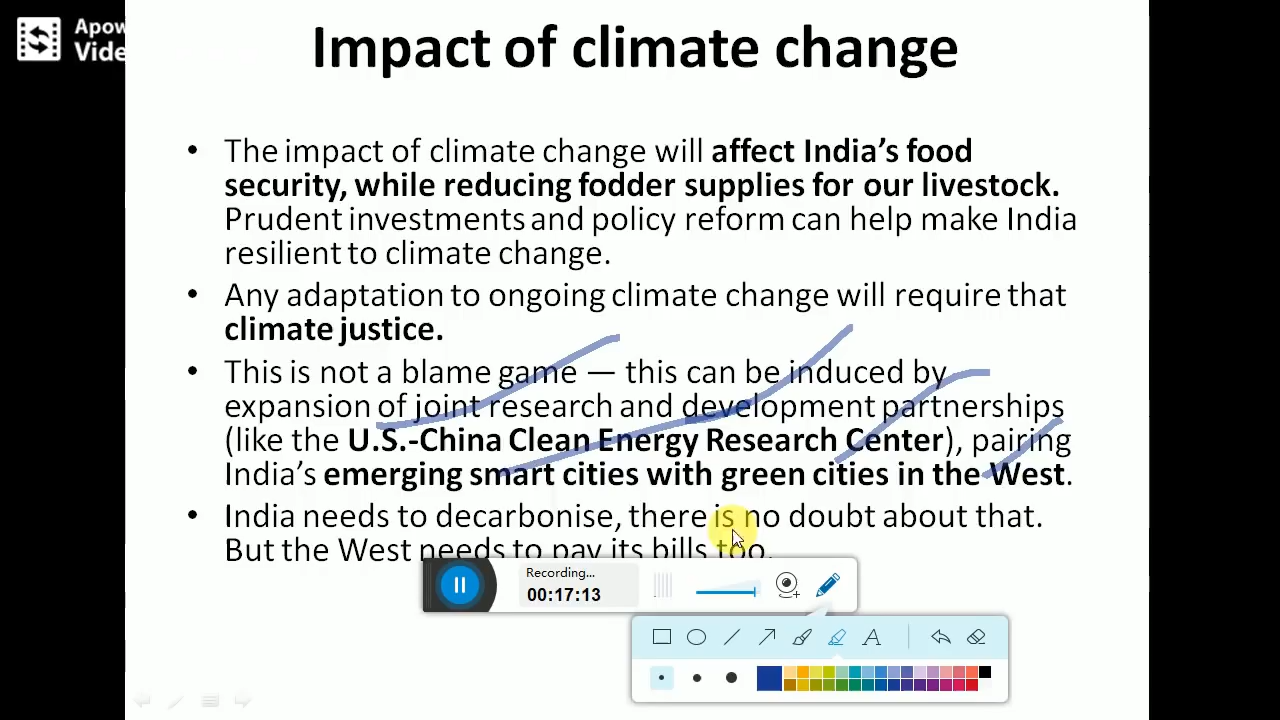 Apow
Vide
Impact of climate change
• The impact of climate change will affect India's food
security, while reducing fodder supplies for our livestock.
Prudent investments and policy reform can help make India
resilient to climate change.
• Any adaptation to ongoing climate change will require that
climate justice.
• This is not a blame game — this can be induced by
expansion of joint research and development partnerships
(like the U.S.-China Clean Energy Research Center), pairing
India's emerging smart cities with green cities in the West.
• India needs to decarbonise, there is no doubt about that.
But the West needs to pay its bills too.
Recording...
00:17:13
A